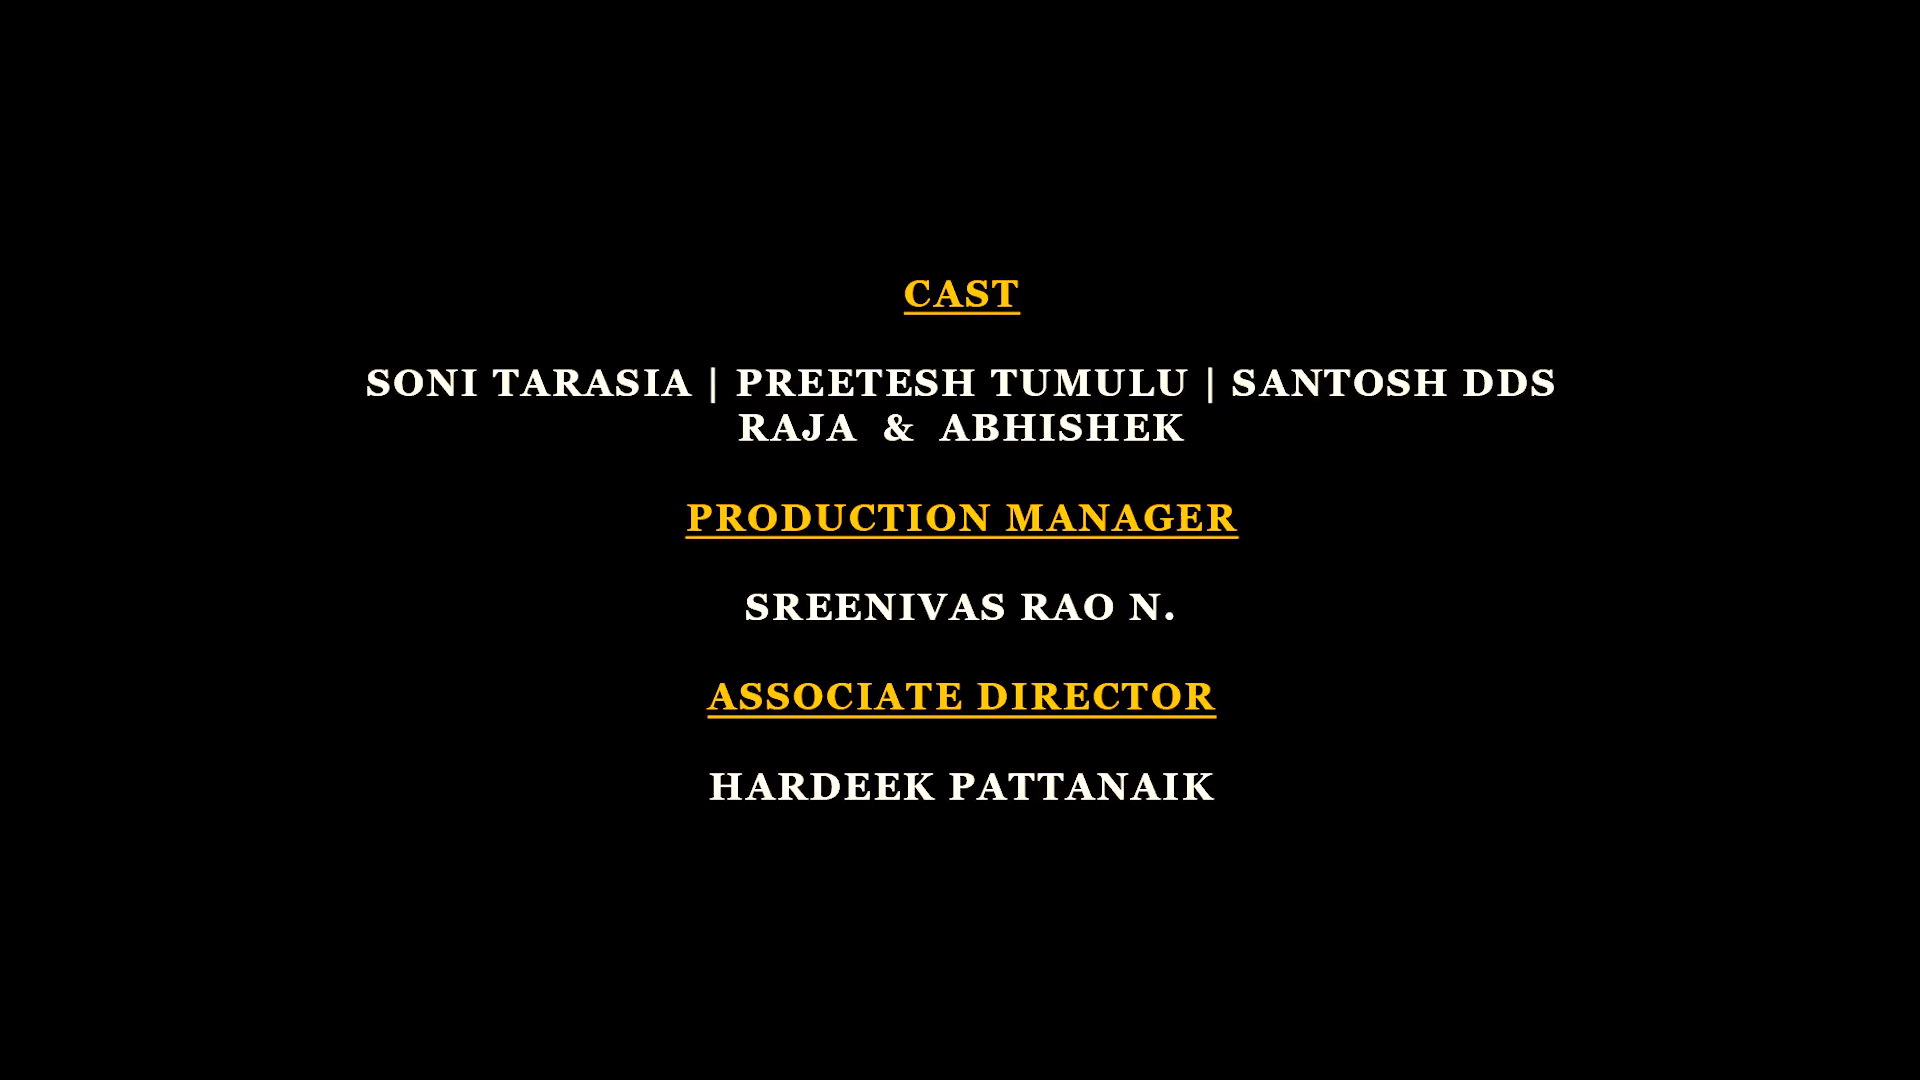 CAST
SONI TARASIA | PREETESH TUMULU | SANTOSH DDS
RAJA & ABHISHEK
PRODUCTION MANAGER
SREENIVAS RAO N.
ASSOCIATE DIRECTOR
HARDEEK PATTANAIK